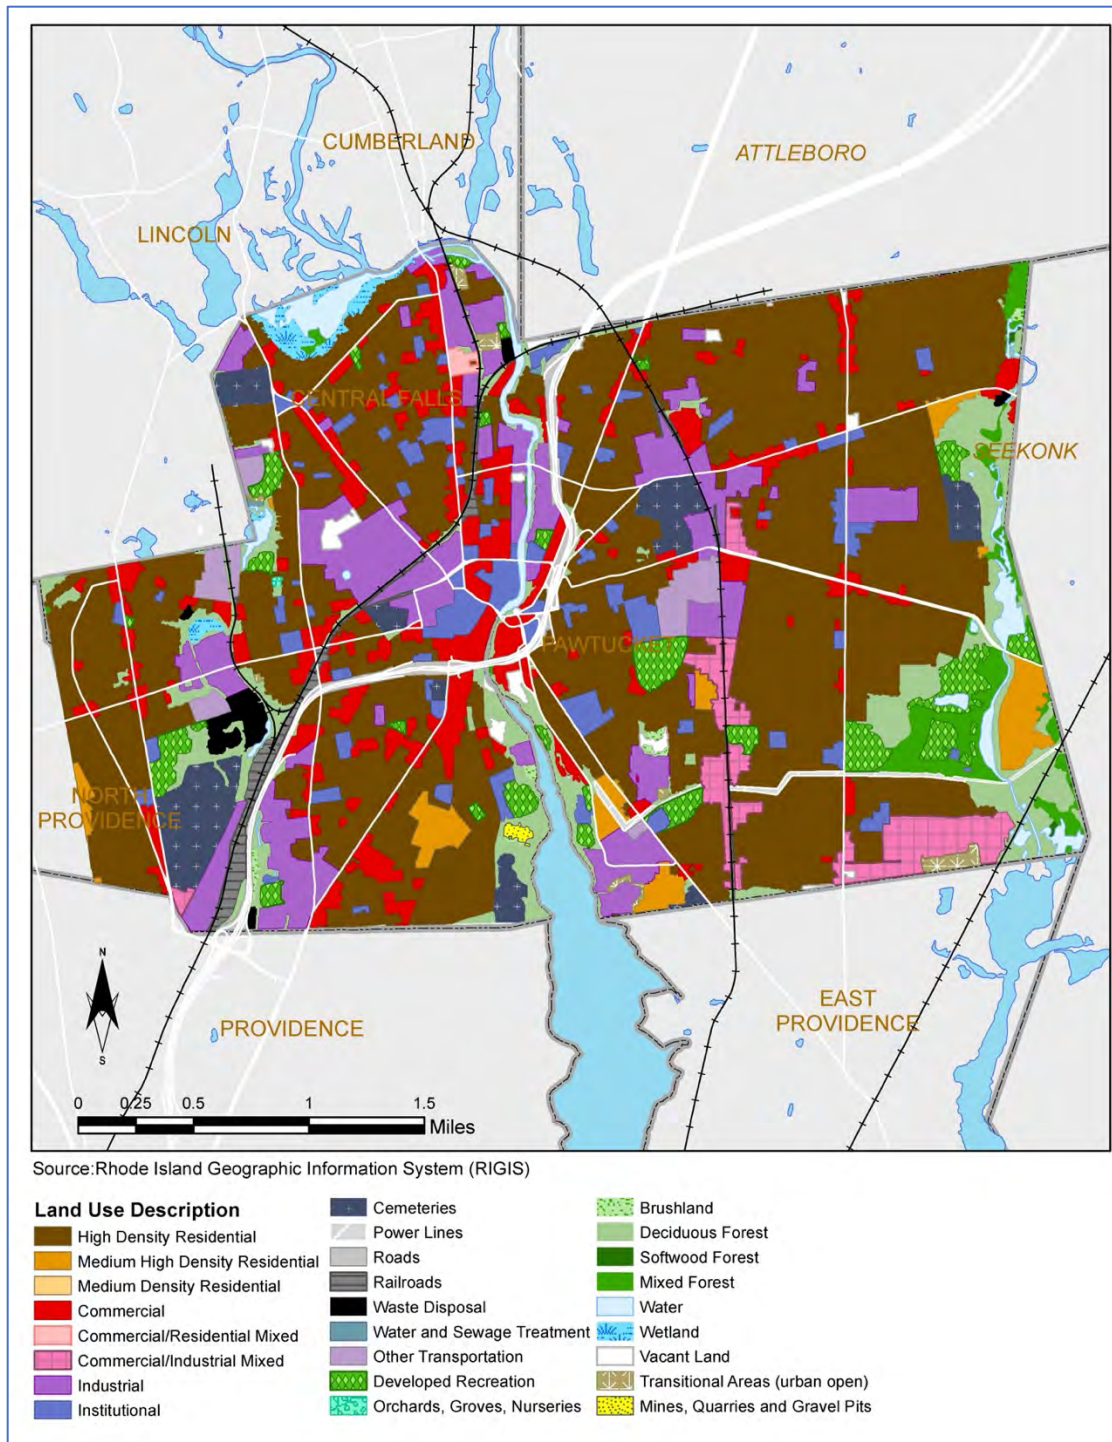 CUMBERLAND
ATTLEBORO
LINCOLN
CENTRAL FALLS
SEEKONK
PAWTUCKET
NORTH
PROVIDENCE
N
S
PROVIDENCE
EAST
PROVIDENCE
0 0.25 0.5 1 1.5
Miles
Source:Rhode Island Geographic Information System (RIGIS)
Land Use Description
High Density Residential
Medium High Density Residential
Medium Density Residential
Commercial
Commercial/Residential Mixed
Commercial/Industrial Mixed
Industrial
Institutional
Cemeteries
Power Lines
Roads
Railroads
Waste Disposal
Water and Sewage Treatment
Other Transportation
Developed Recreation
Orchards, Groves, Nurseries
Brushland
Deciduous Forest
Softwood Forest
Mixed Forest
Water
Wetland
Vacant Land
Transitional Areas (urban open)
Mines, Quarries and Gravel Pits